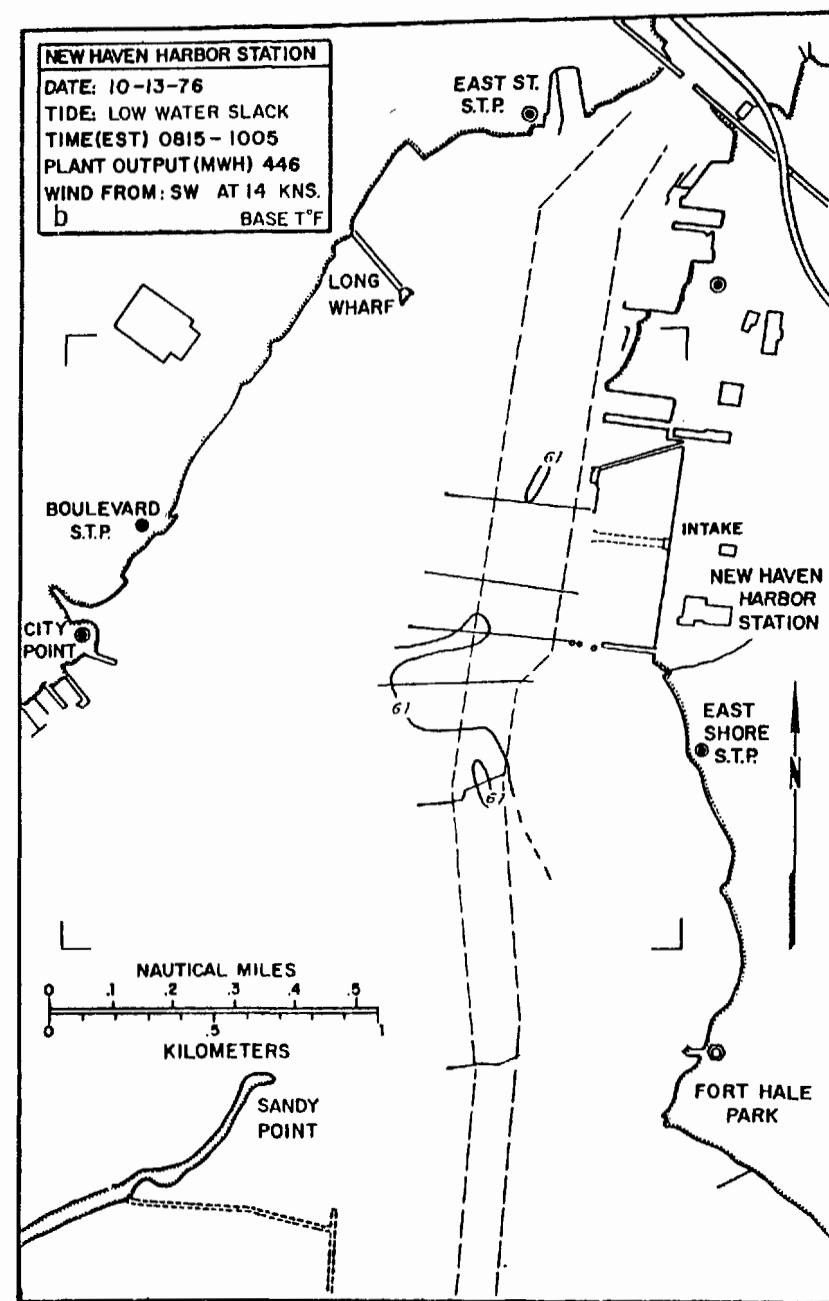 NEW HAVEN HARBOR STATION
DATE: 10-13-76
TIDE: LOW WATER SLACK
TIME(EST) 0815-1005
PLANT OUTPUT(MWH) 446
WIND FROM: SW AT 14 KNS.
b BASE T°F
EAST ST.
S.T.P.
LONG
WHARF
61
BOULEVARD
S.T.P.
INTAKE
NEW HAVEN
HARBOR
STATION
CITY
POINT
61
EAST
SHORE
S.T.P.
N
61
NAUTICAL MILES
0 .1 .2 .3 .4 .5
0 .5 1
KILOMETERS
SANDY
POINT
FORT HALE
PARK